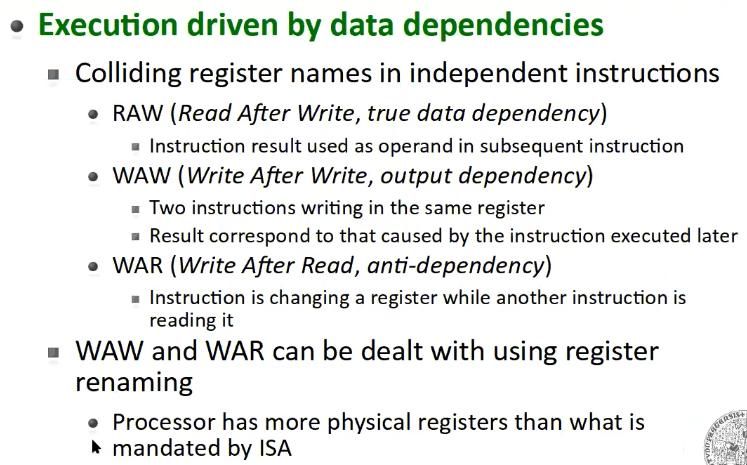 Execution driven by data dependencies
Colliding register names in independent instructions
RAW (Read After Write, true data dependency)
Instruction result used as operand in subsequent instruction
WAW (Write After Write, output dependency)
Two instructions writing in the same register
Result correspond to that caused by the instruction executed later
WAR (Write After Read, anti-dependency)
Instruction is changing a register while another instruction is
reading it
WAW and WAR can be dealt with using register
renaming
Processor has more physical registers than what is
mandated by ISA